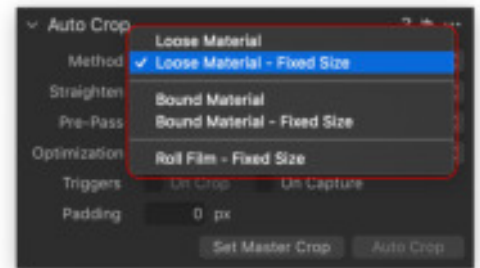 Auto Crop
Loose Material
Method
✓ Loose Material - Fixed Size
Straighten
Bound Material
Pre-Pass
Bound Material - Fixed Size
Optimization
Roll Film - Fixed Size
Triggers On Crop On Capture
Padding 0 px
Set Master Crop Auto Crop